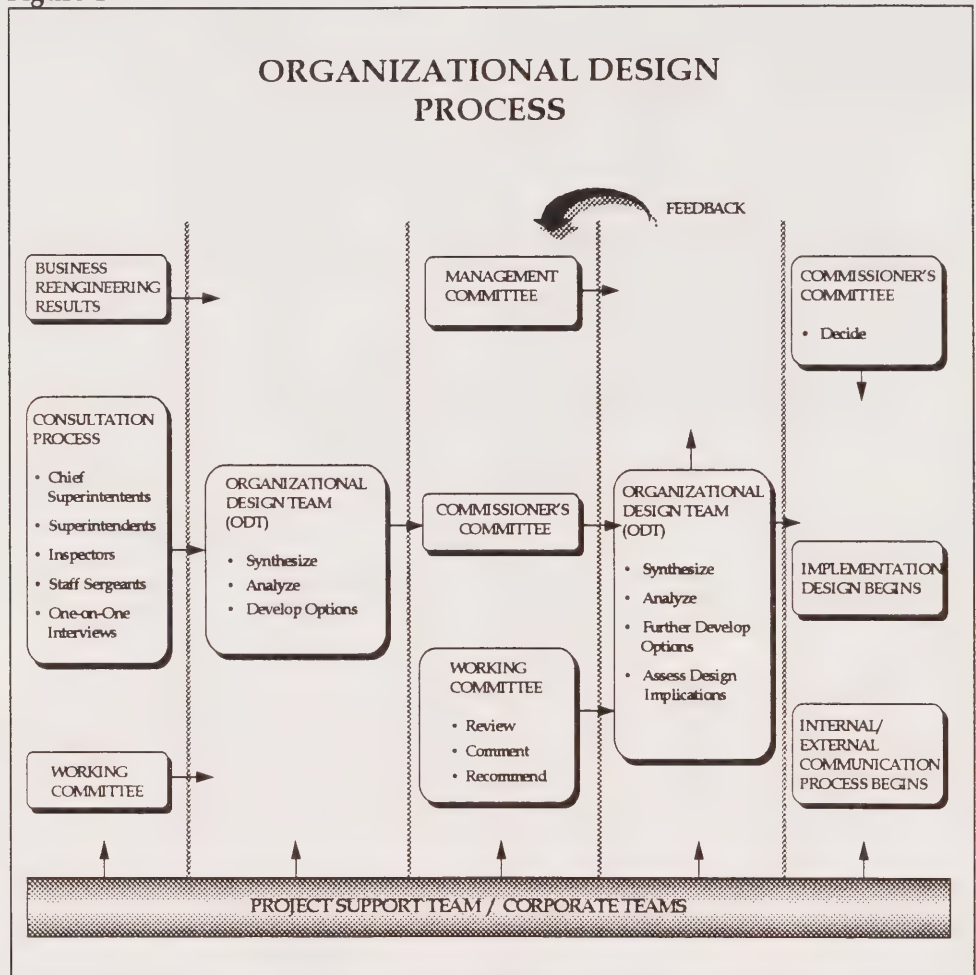 ORGANIZATIONAL DESIGN
PROCESS
FEEDBACK
BUSINESS
REENGINEERING
RESULTS
CONSULTATION
PROCESS
• Chief
Superintentents
• Superintendents
• Inspectors
• Staff Sergeants
• One-on-One
Interviews
WORKING
COMMITTEE
ORGANIZATIONAL
DESIGN TEAM
(ODT)
• Synthesize
• Analyze
• Develop Options
MANAGEMENT
COMMITTEE
COMMISSIONER'S
COMMITTEE
WORKING
COMMITTEE
• Review
• Comment
• Recommend
ORGANIZATIONAL
DESIGN TEAM
(ODT)
• Synthesize
• Analyze
• Further Develop
Options
• Assess Design
Implications
COMMISSIONER'S
COMMITTEE
• Decide
IMPLEMENTATION
DESIGN BEGINS
INTERNAL/
EXTERNAL
COMMUNICATION
PROCESS BEGINS
PROJECT SUPPORT TEAM / CORPORATE TEAMS